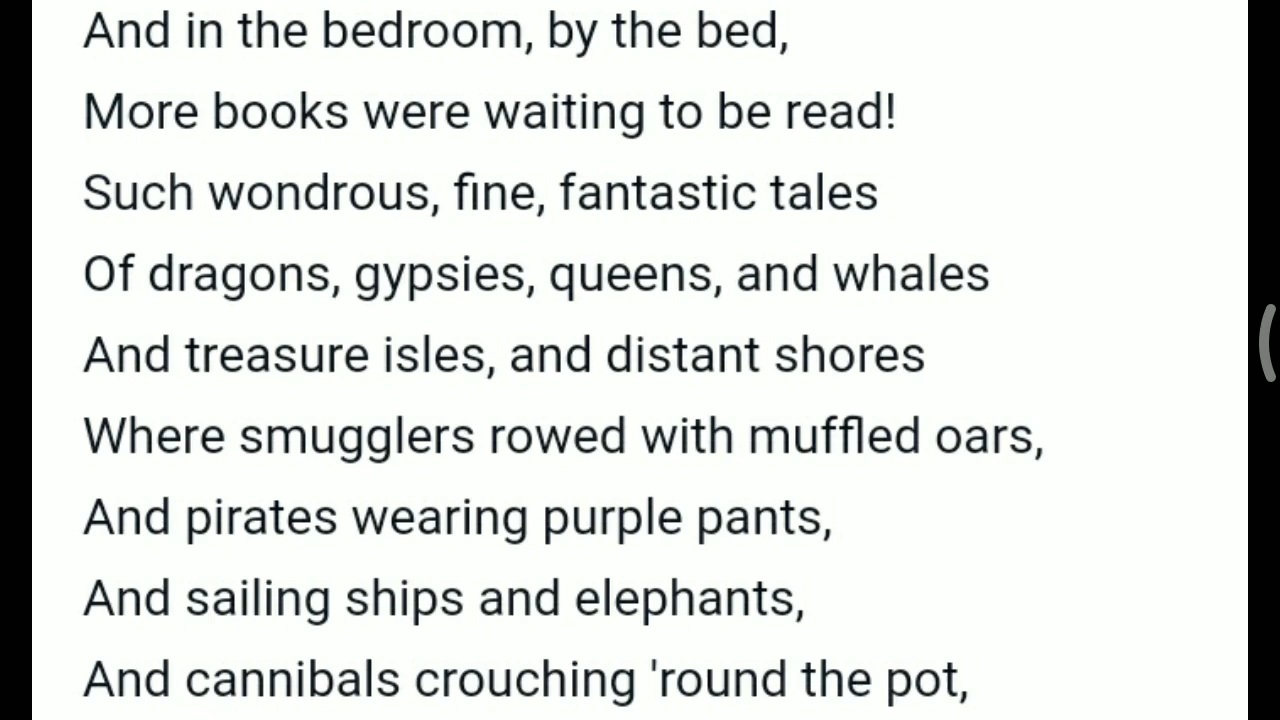 And in the bedroom, by the bed,
More books were waiting to be read!
Such wondrous, fine, fantastic tales
Of dragons, gypsies, queens, and whales
And treasure isles, and distant shores
Where smugglers rowed with muffled oars,
And pirates wearing purple pants,
And sailing ships and elephants,
And cannibals crouching 'round the pot,